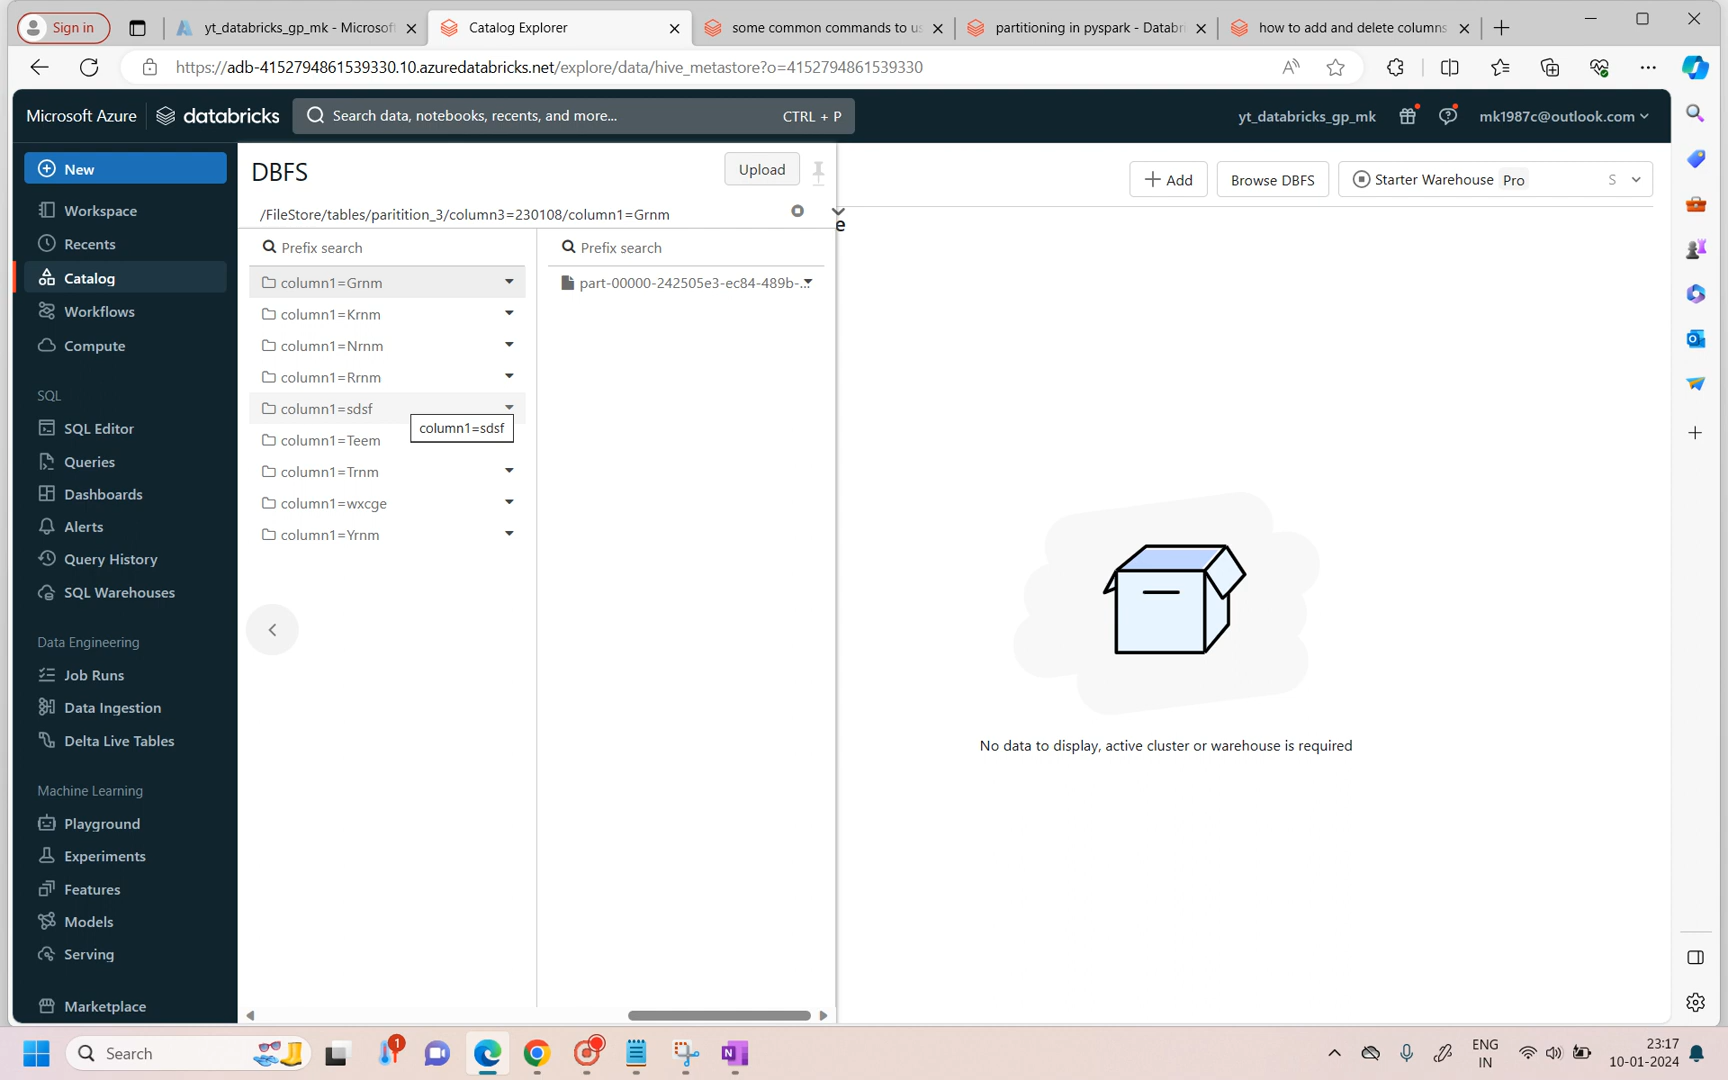 Sign in
yt_databricks_gp_mk - Microsoft
Catalog Explorer
some common commands to us
partitioning in pyspark - Databri
how to add and delete columns
https://adb-4152794861539330.10.azuredatabricks.net/explore/data/hive_metastore?o=4152794861539330
Microsoft Azure
databricks
Search data, notebooks, recents, and more...
CTRL + P
yt_databricks_gp_mk
mk1987c@outlook.com
New
Workspace
Recents
Catalog
Workflows
Compute
SQL
SQL Editor
Queries
Dashboards
Alerts
Query History
SQL Warehouses
Data Engineering
Job Runs
Data Ingestion
Delta Live Tables
Machine Learning
Playground
Experiments
Features
Models
Serving
Marketplace
DBFS
Upload
/FileStore/tables/paritition_3/column3=230108/column1=Grnm
Prefix search
column1=Grnm
column1=Krnm
column1=Nrnm
column1=Rrnm
column1=sdsf
column1=sdsf
column1=Teem
column1=Trnm
column1=wxcge
column1=Yrnm
Prefix search
part-00000-242505e3-ec84-489b-...
e
Add
Browse DBFS
Starter Warehouse Pro
S
No data to display, active cluster or warehouse is required
Search
1
ENG
IN
23:17
10-01-2024